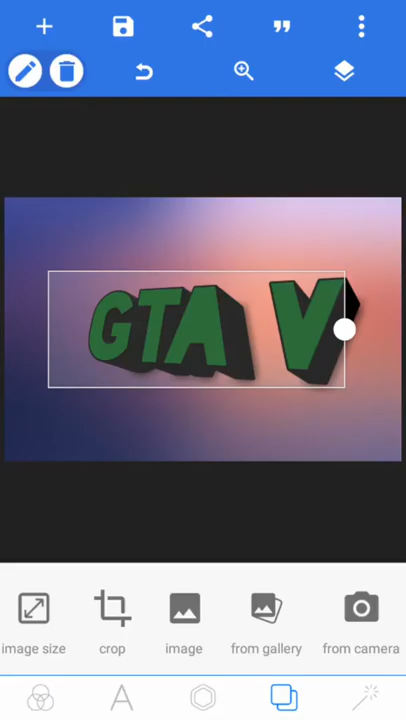 GTA V
image size
crop
image
from gallery
from camera